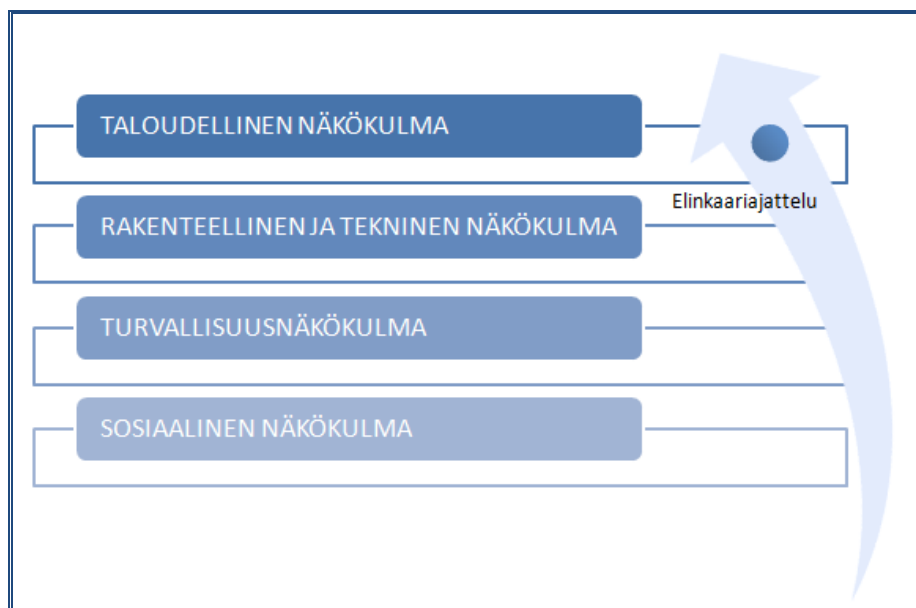 TALOUDELLINEN NÄKÖKULMA
Elinkaariajattelu
RAKENTEELLINEN JA TEKNINEN NÄKÖKULMA
TURVALLISUUSNÄKÖKULMA
SOSIAALINEN NÄKÖKULMA